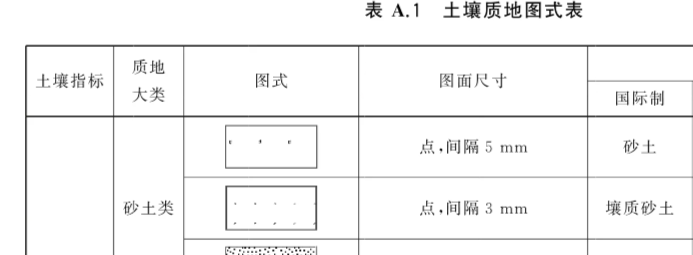 表 A.1 土壤质地图式表
土壤指标 质地大类 图式 图面尺寸 国际制
点,间隔 5 mm 砂土
砂土类 点,间隔 3 mm 壤质砂土